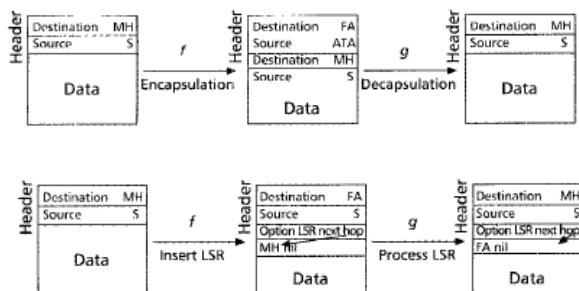 Header
Destination MH
Source S
Data
f
Encapsulation
Destination FA
Source ATA
Destination MH
Source S
Data
g
Decapsulation
Header
Destination MH
Source S
Data
Header
Destination MH
Source S
Data
f
Insert LSR
Header
Destination FA
Source S
Option LSR next hop
MH nil
Data
g
Process LSR
Header
Destination MH
Source S
Option LSR next hop
FA nil
Data